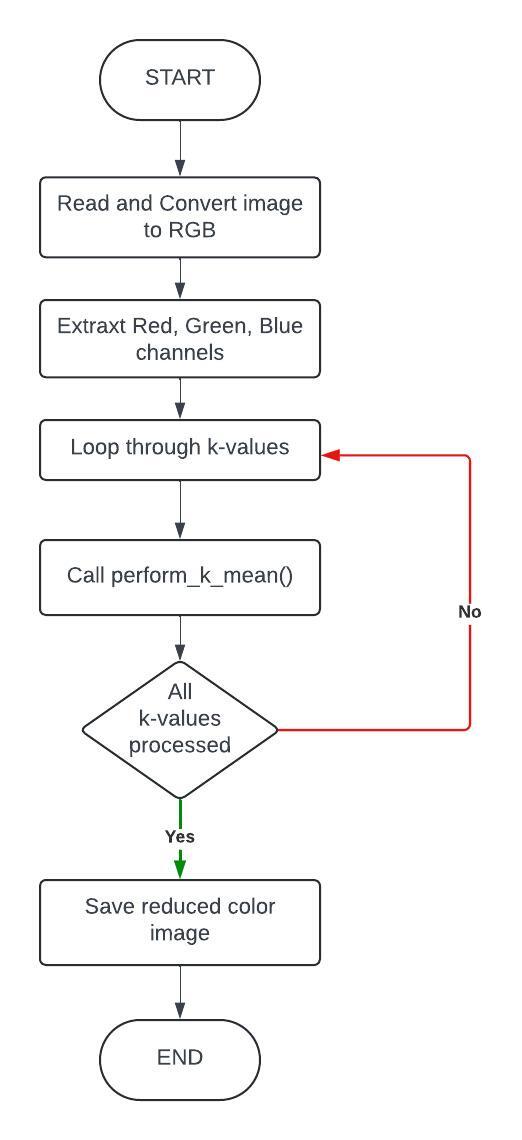 START
Read and Convert image
to RGB
Extraxt Red, Green, Blue
channels
Loop through k-values
Call perform_k_mean()
No
All
k-values
processed
Yes
Save reduced color
image
END